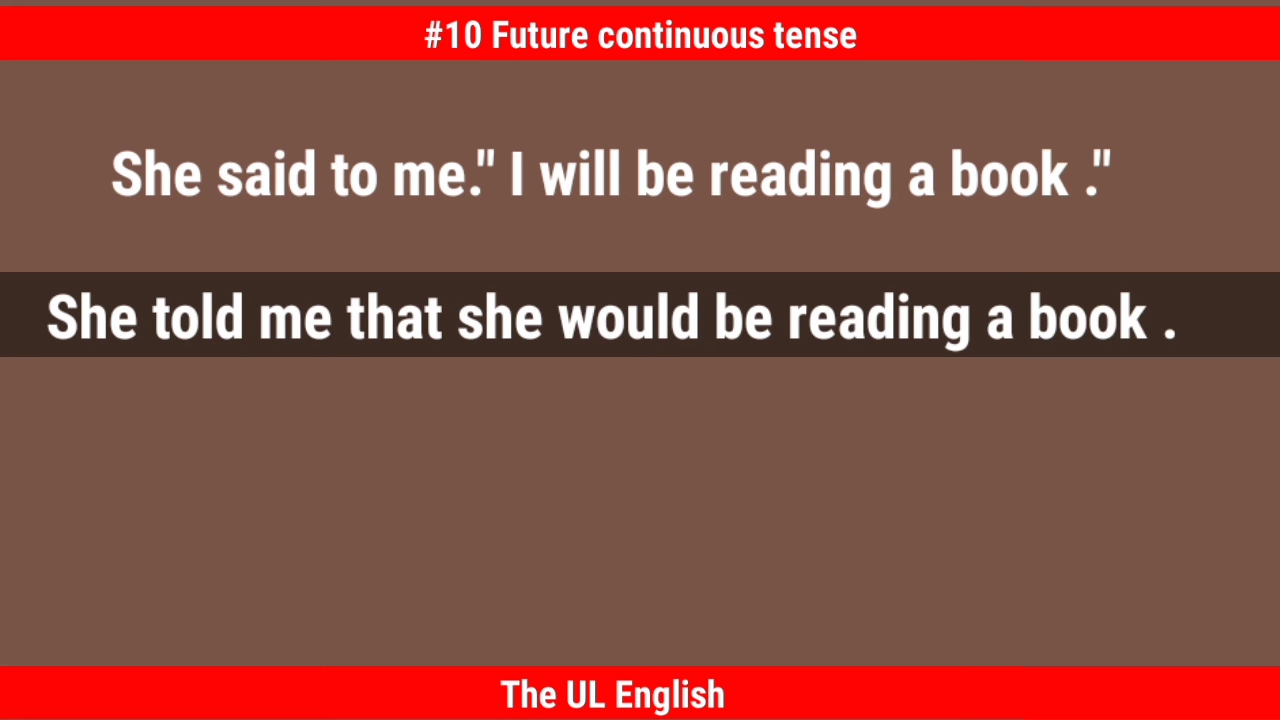 #10 Future continuous tense
She said to me." I will be reading a book ."
She told me that she would be reading a book .
The UL English